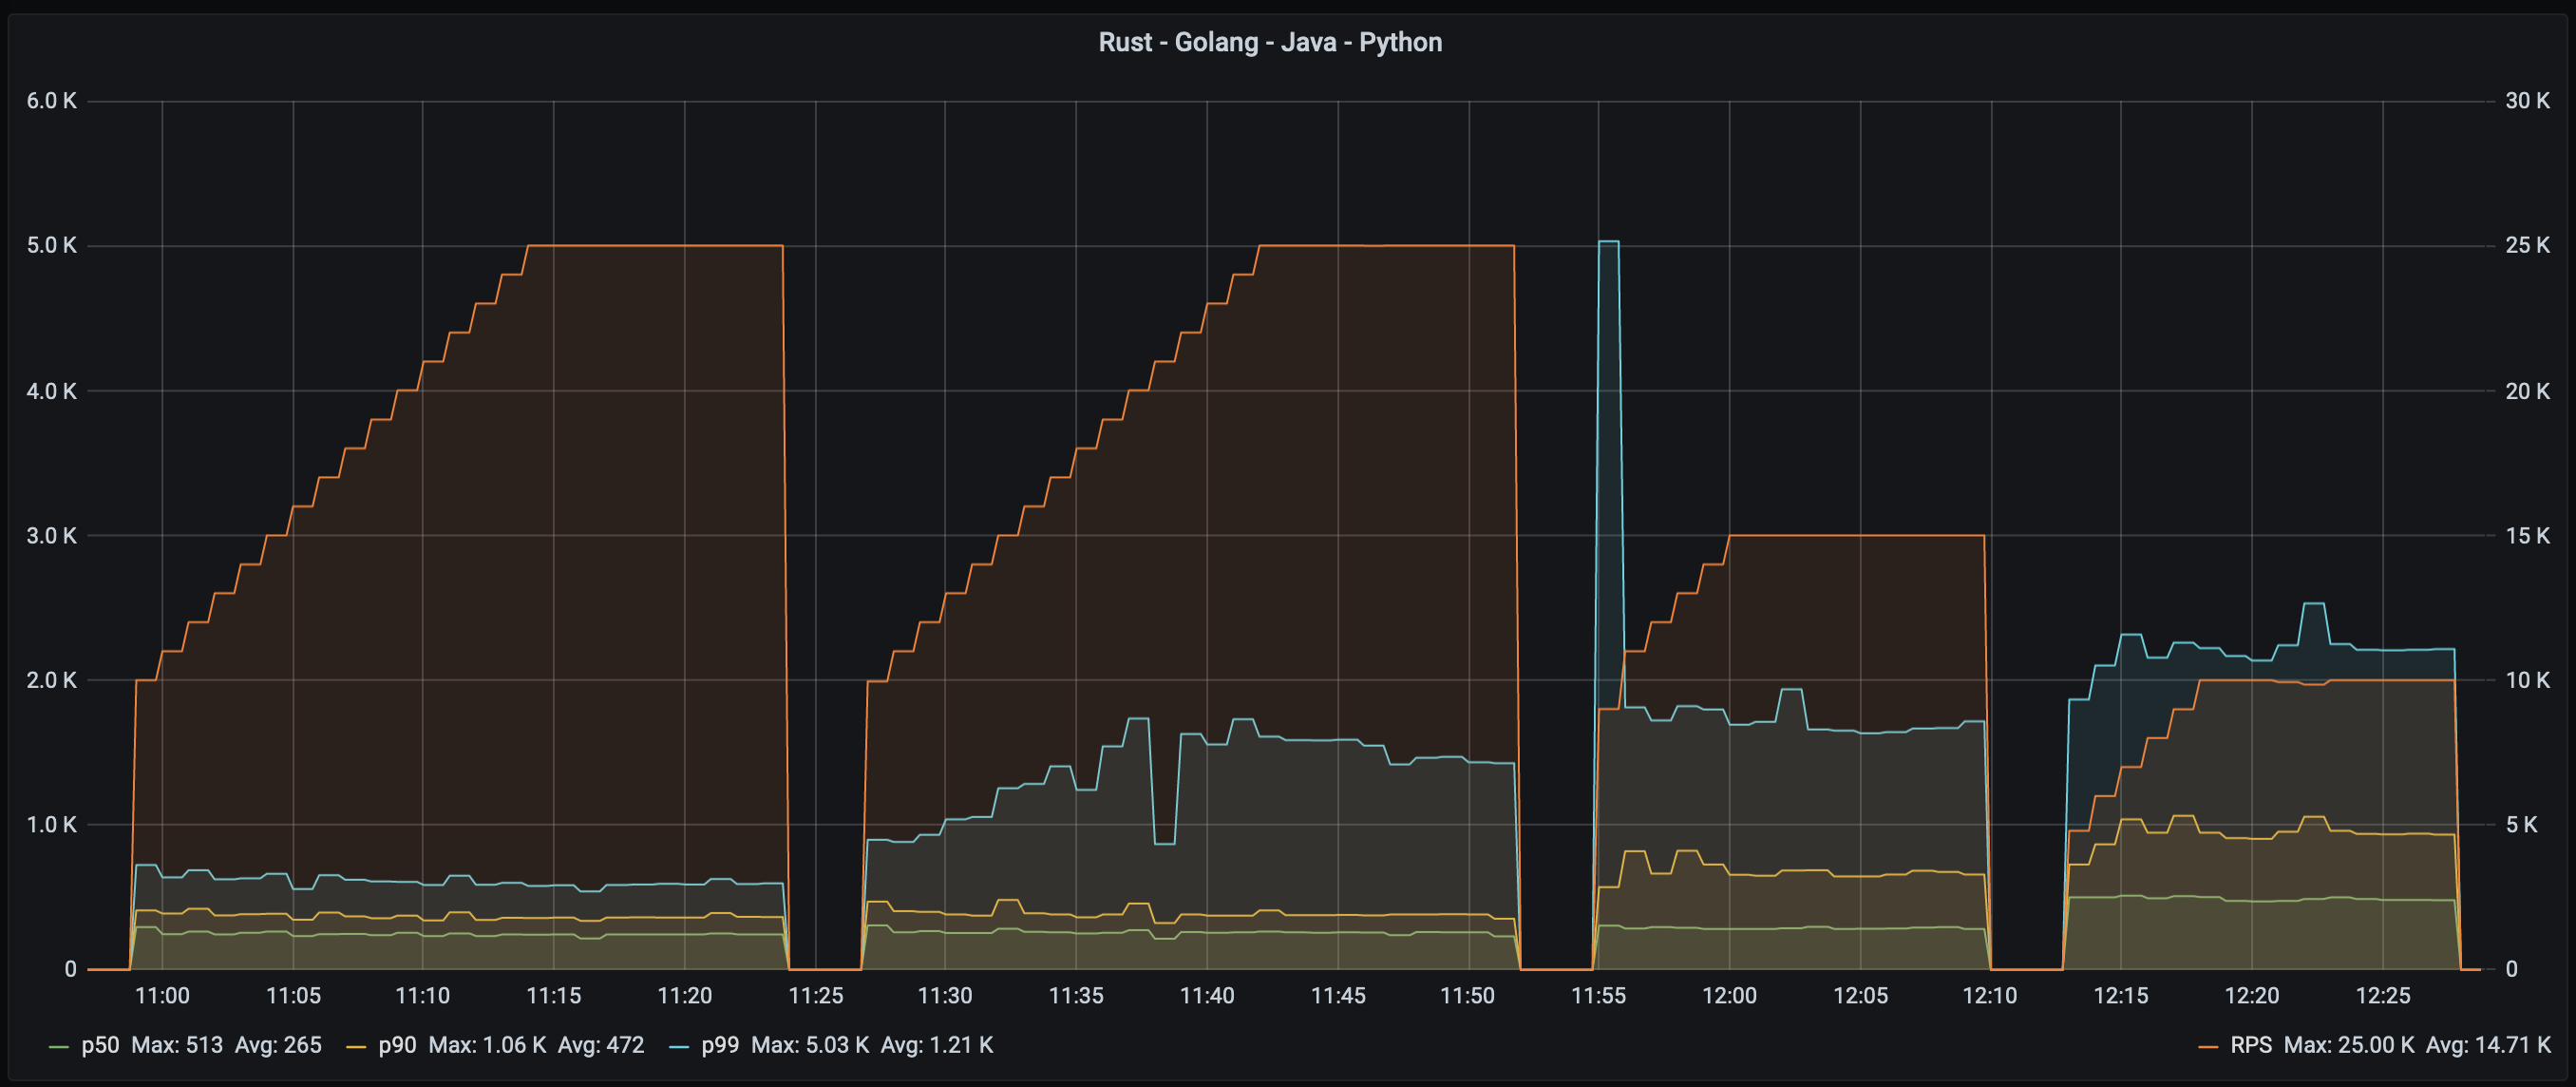 Rust - Golang - Java - Python
6.0 K 30 K
5.0 K 25 K
4.0 K 20 K
3.0 K 15 K
2.0 K 10 K
1.0 K 5 K
0 0
11:00 11:05 11:10 11:15 11:20 11:25 11:30 11:35 11:40 11:45 11:50 11:55 12:00 12:05 12:10 12:15 12:20 12:25
p50 Max: 513 Avg: 265 p90 Max: 1.06 K Avg: 472 p99 Max: 5.03 K Avg: 1.21 K RPS Max: 25.00 K Avg: 14.71 K